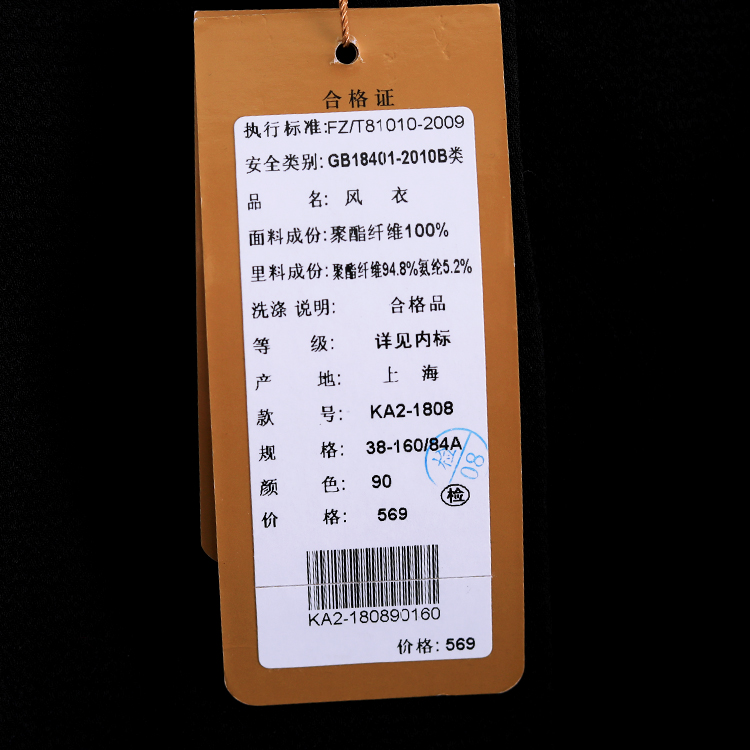 合格证
执行标准:FZ/T81010-2009
安全类别:GB18401-2010B类
品 名: 风 衣
面料成份:聚酯纤维100%
里料成份:聚酯纤维94.8%氨纶5.2%
洗涤 说明: 合格品
等 级: 详见内标
产 地: 上 海
款 号: KA2-1808
规 格: 38-160/84A
检 08
颜 色: 90
检
价 格: 569
KA2-180890160
价格: 569